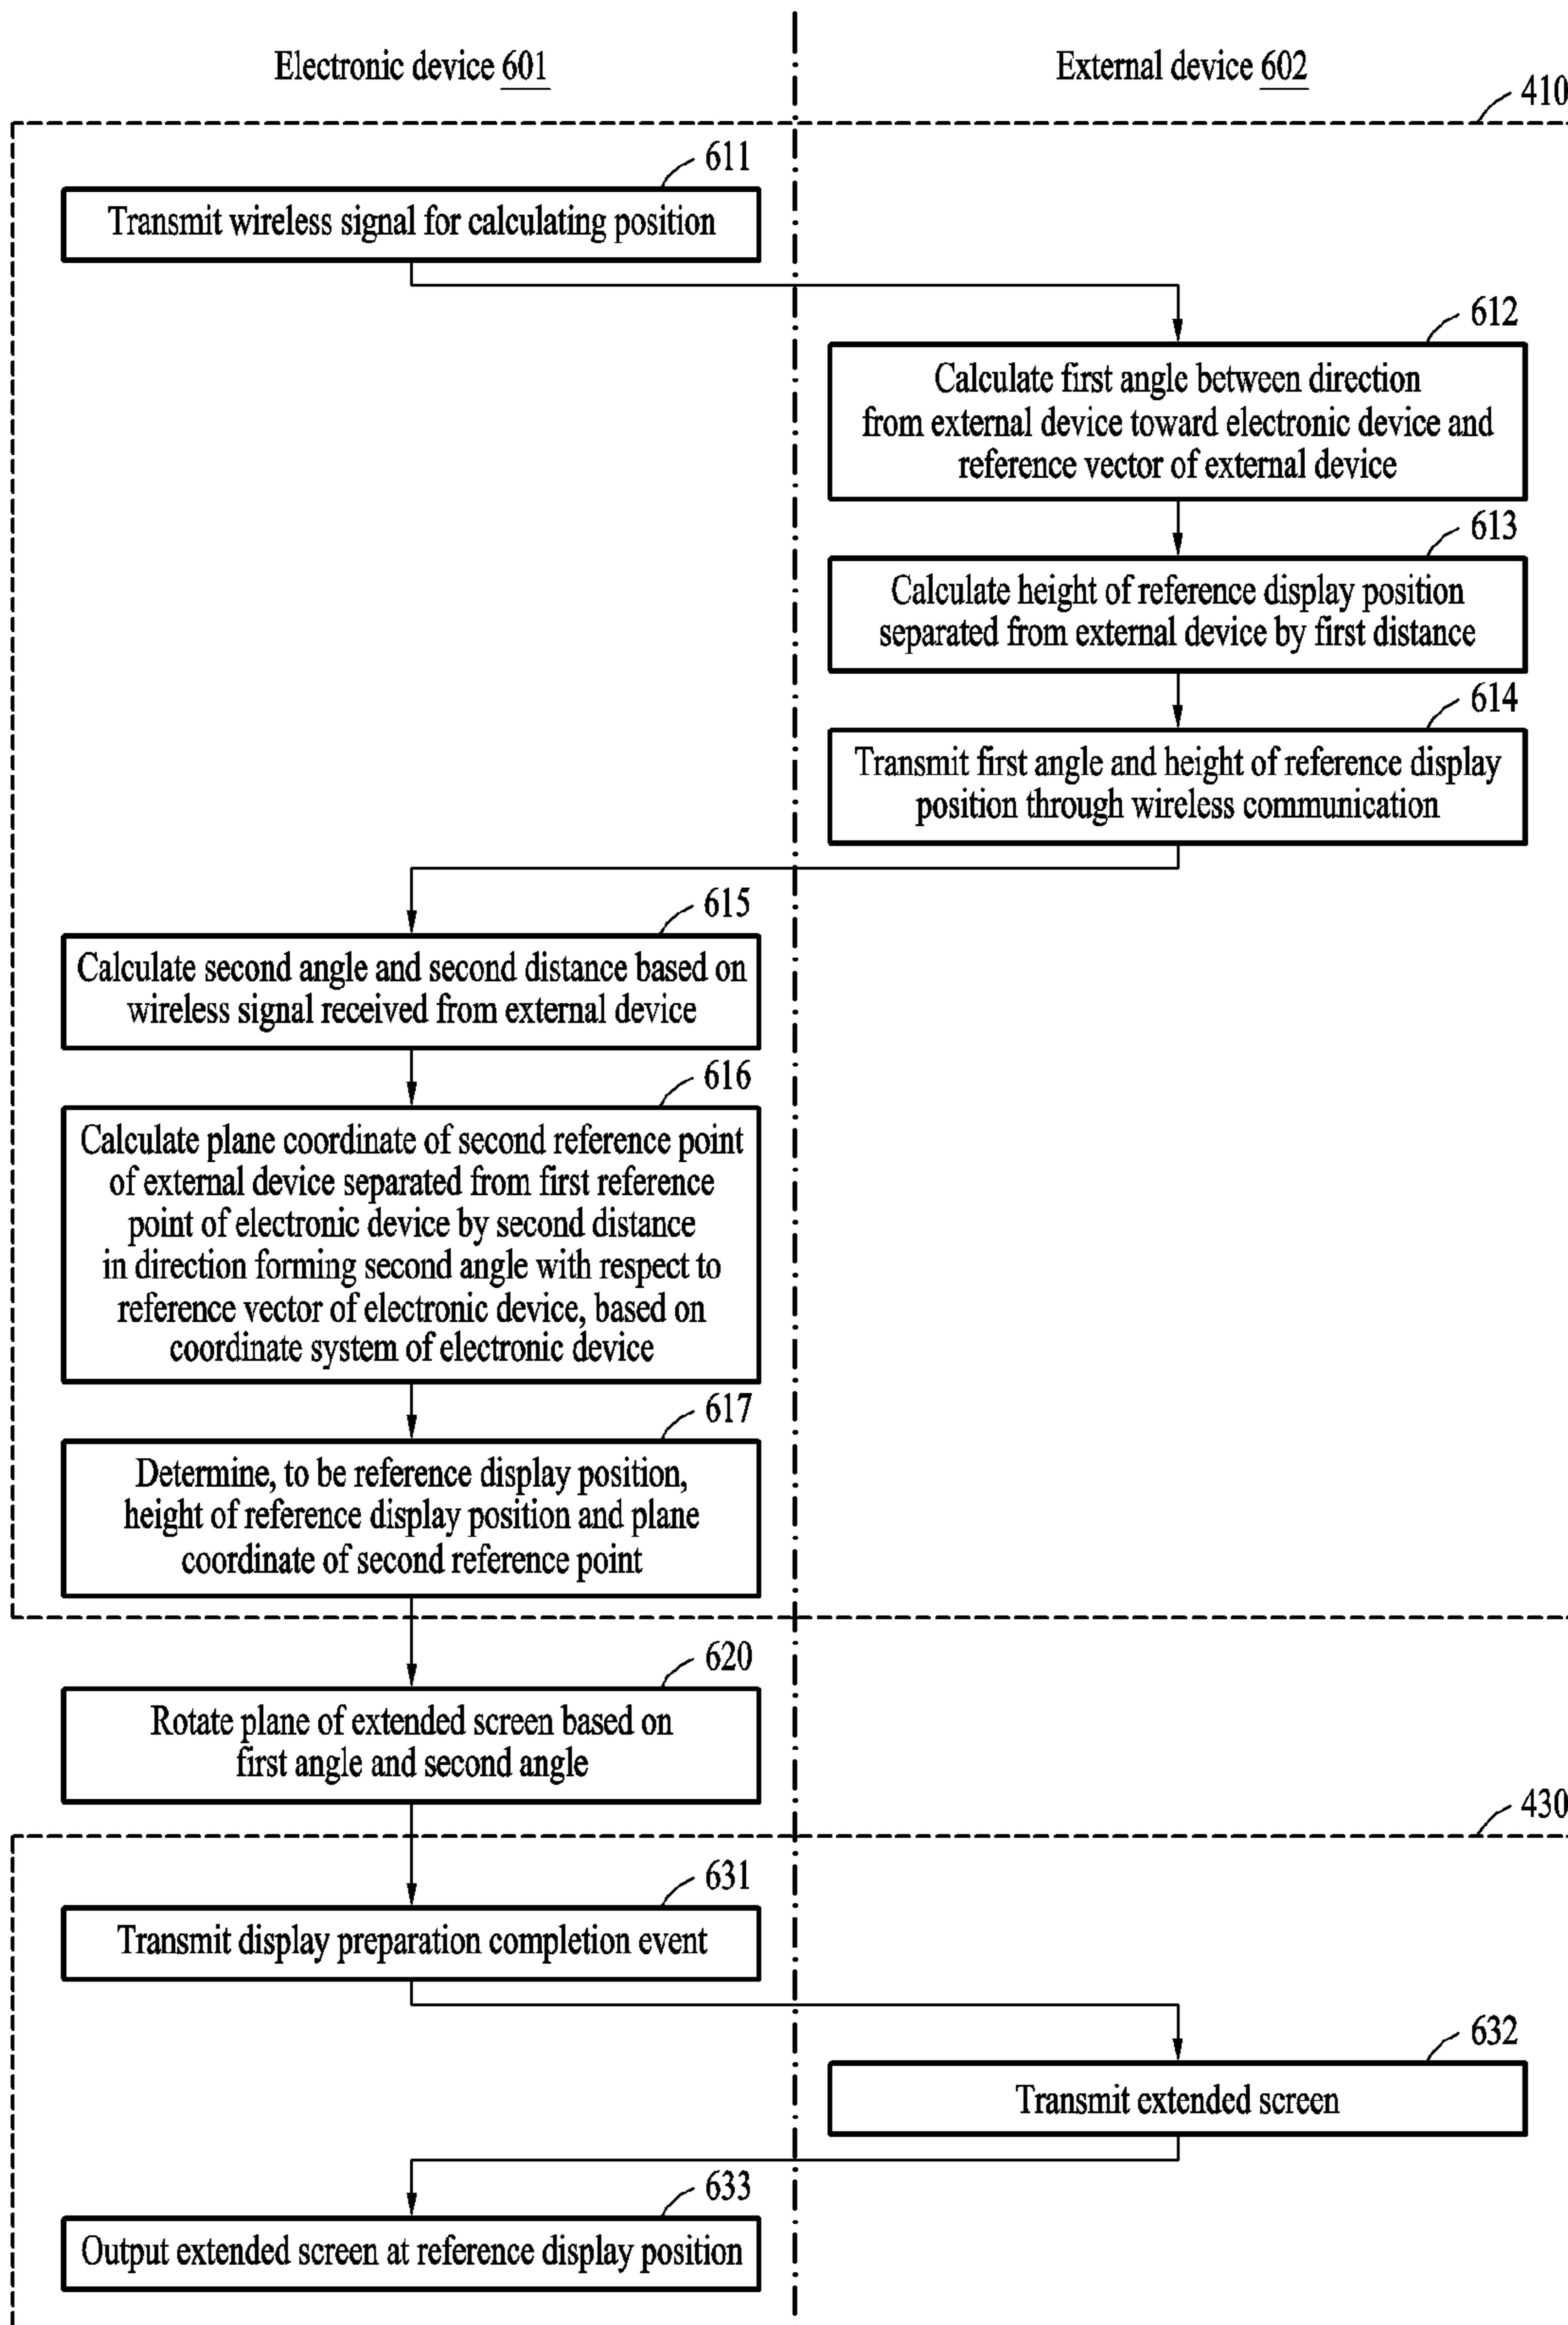 Electronic device 601
External device 602
410
611
Transmit wireless signal for calculating position
612
Calculate first angle between direction
from external device toward electronic device and
reference vector of external device
613
Calculate height of reference display position
separated from external device by first distance
614
Transmit first angle and height of reference display
position through wireless communication
615
Calculate second angle and second distance based on
wireless signal received from external device
616
Calculate plane coordinate of second reference point
of external device separated from first reference
point of electronic device by second distance
in direction forming second angle with respect to
reference vector of electronic device, based on
coordinate system of electronic device
617
Determine, to be reference display position,
height of reference display position and plane
coordinate of second reference point
620
Rotate plane of extended screen based on
first angle and second angle
430
631
Transmit display preparation completion event
632
Transmit extended screen
633
Output extended screen at reference display position